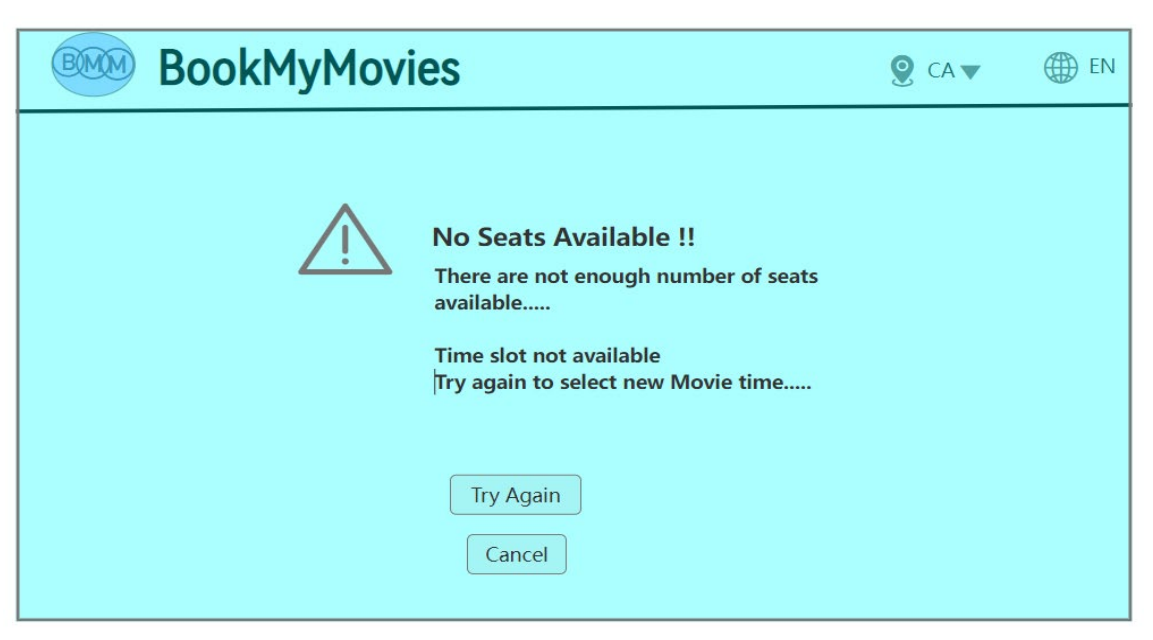 BMM
BookMyMovies
CA
EN
No Seats Available !!
There are not enough number of seats
available.....
Time slot not available
Try again to select new Movie time.....
Try Again
Cancel